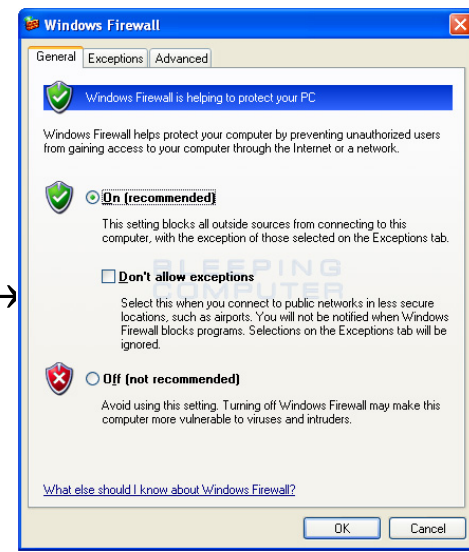 Windows Firewall
General Exceptions Advanced
Windows Firewall is helping to protect your PC
Windows Firewall helps protect your computer by preventing unauthorized users
from gaining access to your computer through the Internet or a network.
On (recommended)
This setting blocks all outside sources from connecting to this
computer, with the exception of those selected on the Exceptions tab.
BLEEPING
COMPUTER
Don't allow exceptions
Select this when you connect to public networks in less secure
locations, such as airports. You will not be notified when Windows
Firewall blocks programs. Selections on the Exceptions tab will be
ignored.
Off (not recommended)
Avoid using this setting. Turning off Windows Firewall may make this
computer more vulnerable to viruses and intruders.
What else should I know about Windows Firewall?
OK Cancel